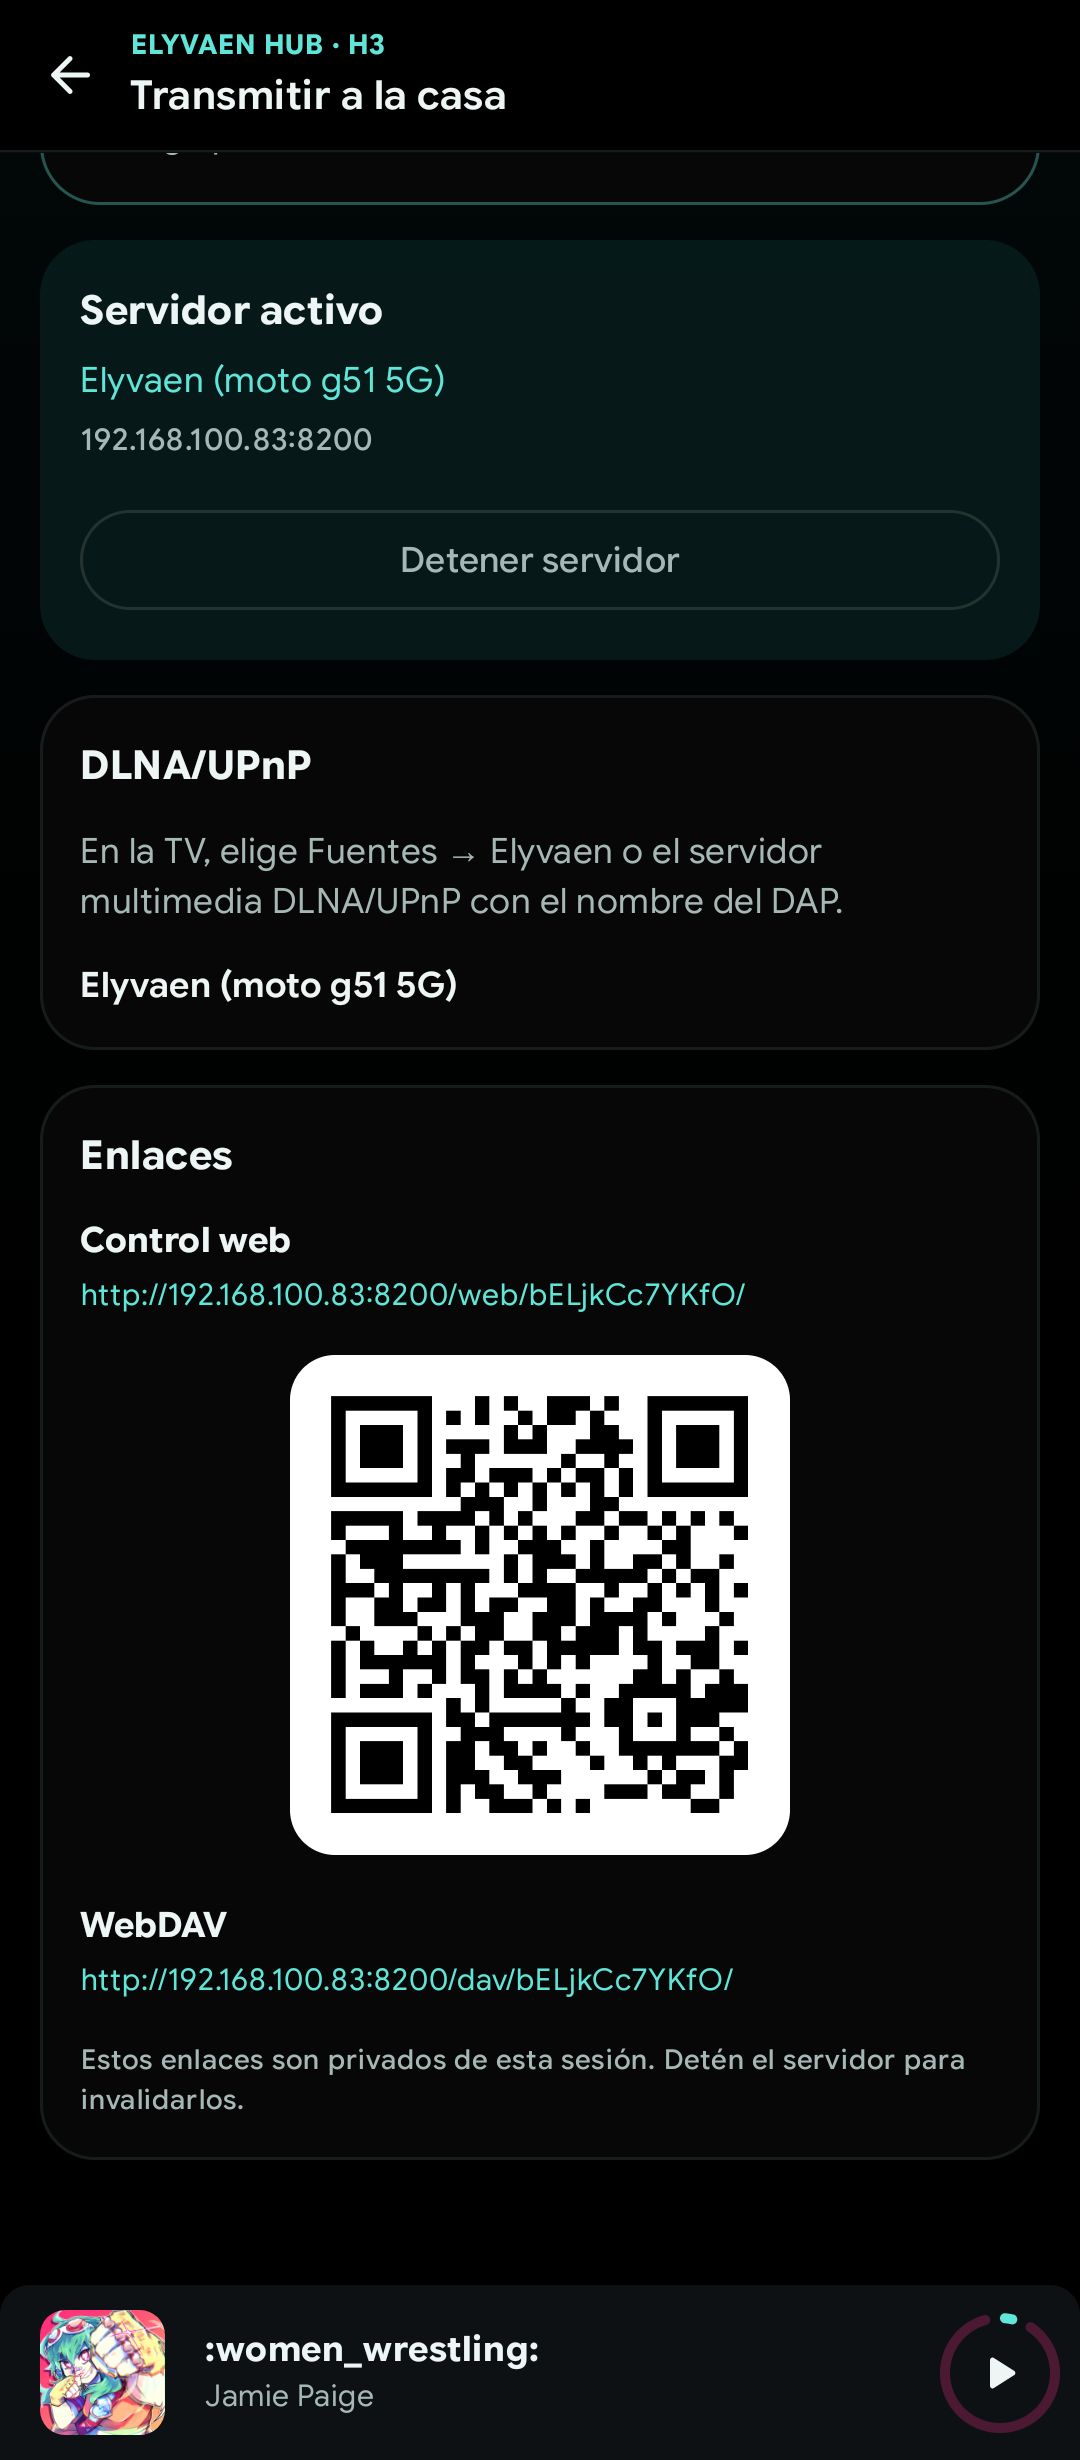 ELYVAEN HUB · H3
Transmitir a la casa
Servidor activo
Elyvaen (moto g51 5G)
192.168.100.83:8200
Detener servidor
DLNA/UPnP
En la TV, elige Fuentes → Elyvaen o el servidor
multimedia DLNA/UPnP con el nombre del DAP.
Elyvaen (moto g51 5G)
Enlaces
Control web
http://192.168.100.83:8200/web/bELjkCc7YKfO/
WebDAV
http://192.168.100.83:8200/dav/bELjkCc7YKfO/
Estos enlaces son privados de esta sesión. Detén el servidor para
invalidarlos.
:women_wrestling:
Jamie Paige